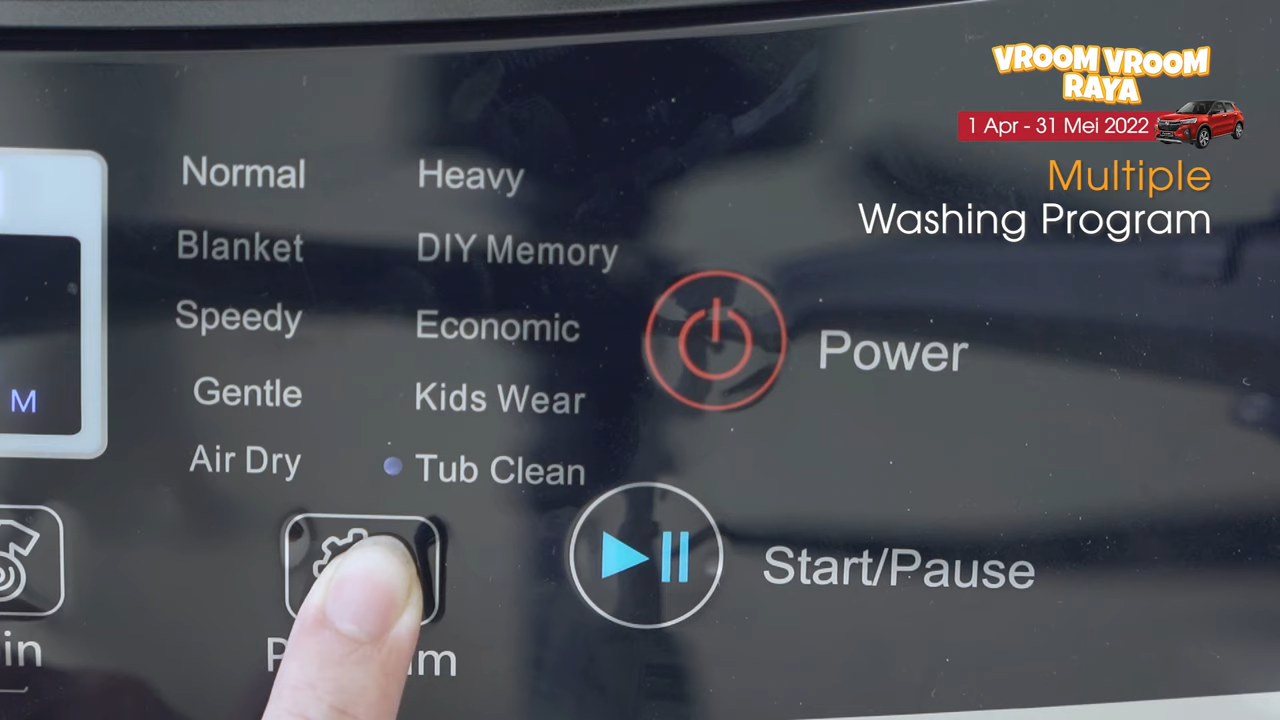 VROOM VROOM
RAYA
1 Apr - 31 Mei 2022
Multiple
Washing Program
Normal
Heavy
Blanket
DIY Memory
Speedy
Economic
Gentle
Kids Wear
Air Dry
Tub Clean
M
Power
Start/Pause